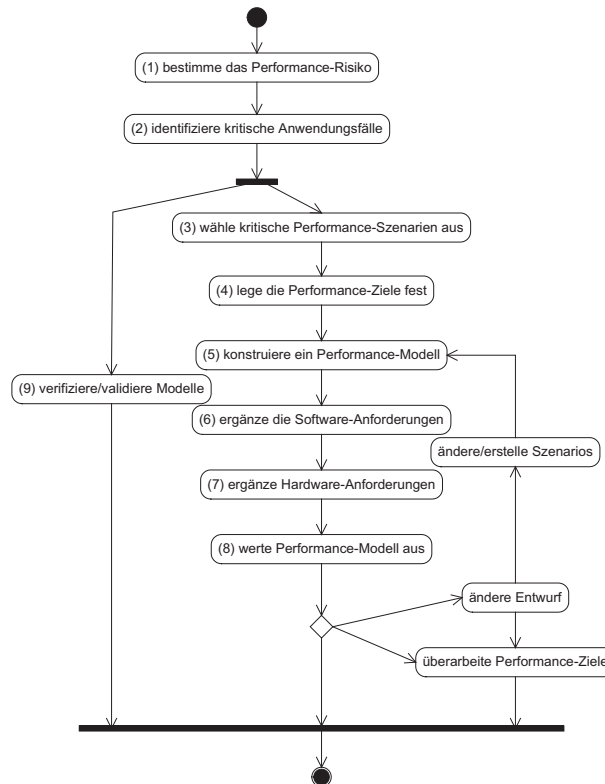 (1) bestimme das Performance-Risiko
(2) identifiziere kritische Anwendungsfälle
(3) wähle kritische Performance-Szenarien aus
(4) lege die Performance-Ziele fest
(5) konstruiere ein Performance-Modell
(9) verifiziere/validiere Modelle
(6) ergänze die Software-Anforderungen
ändere/erstelle Szenarios
(7) ergänze Hardware-Anforderungen
(8) werte Performance-Modell aus
ändere Entwurf
überarbeite Performance-Ziele